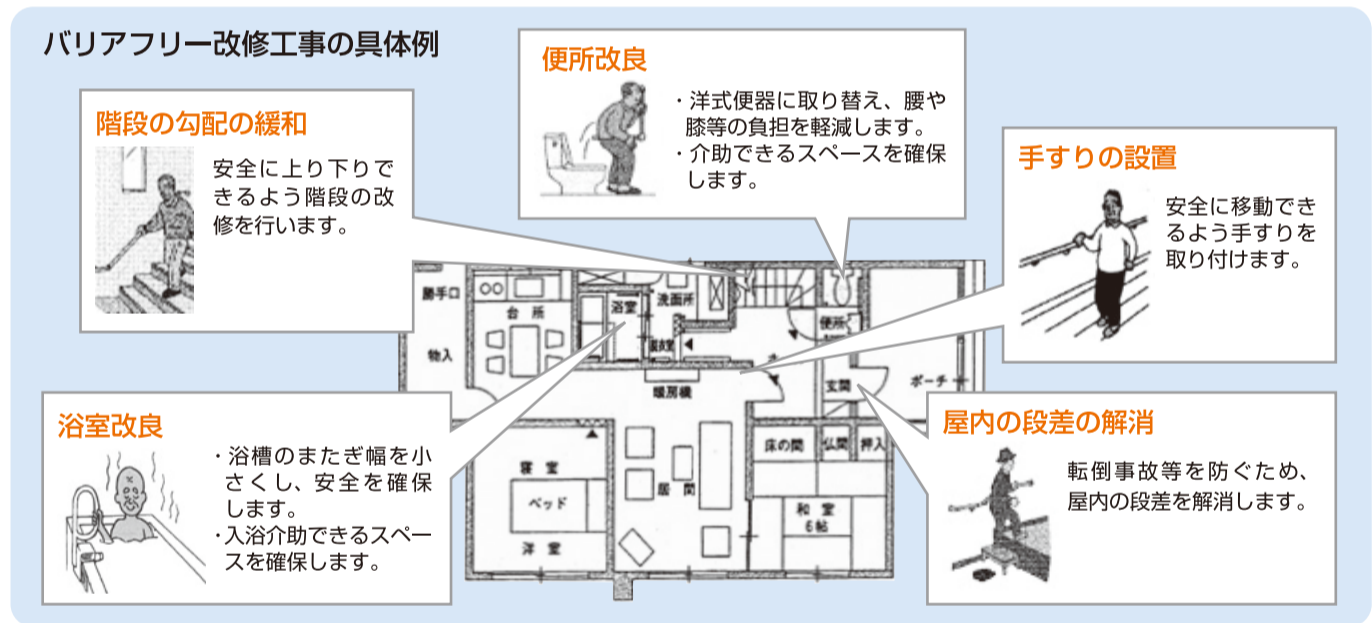 バリアフリー改修工事の具体例
便所改良
・洋式便器に取り替え、腰や
膝等の負担を軽減します。
・介助できるスペースを確保
します。
階段の勾配の緩和
安全に上り下りで
きるよう階段の改
修を行います。
手すりの設置
安全に移動でき
るよう手すりを
取り付けます。
浴室改良
・浴槽のまたぎ幅を小
さくし、安全を確保
します。
・入浴介助できるスペー
スを確保します。
屋内の段差の解消
転倒事故等を防ぐため、
屋内の段差を解消します。
勝手口
台所
浴室
洗面所
便所
物入
暖房機
玄関
ポーチ
床の間
仏間
押入
寝室
ベッド
洋室
居間
和室
6帖